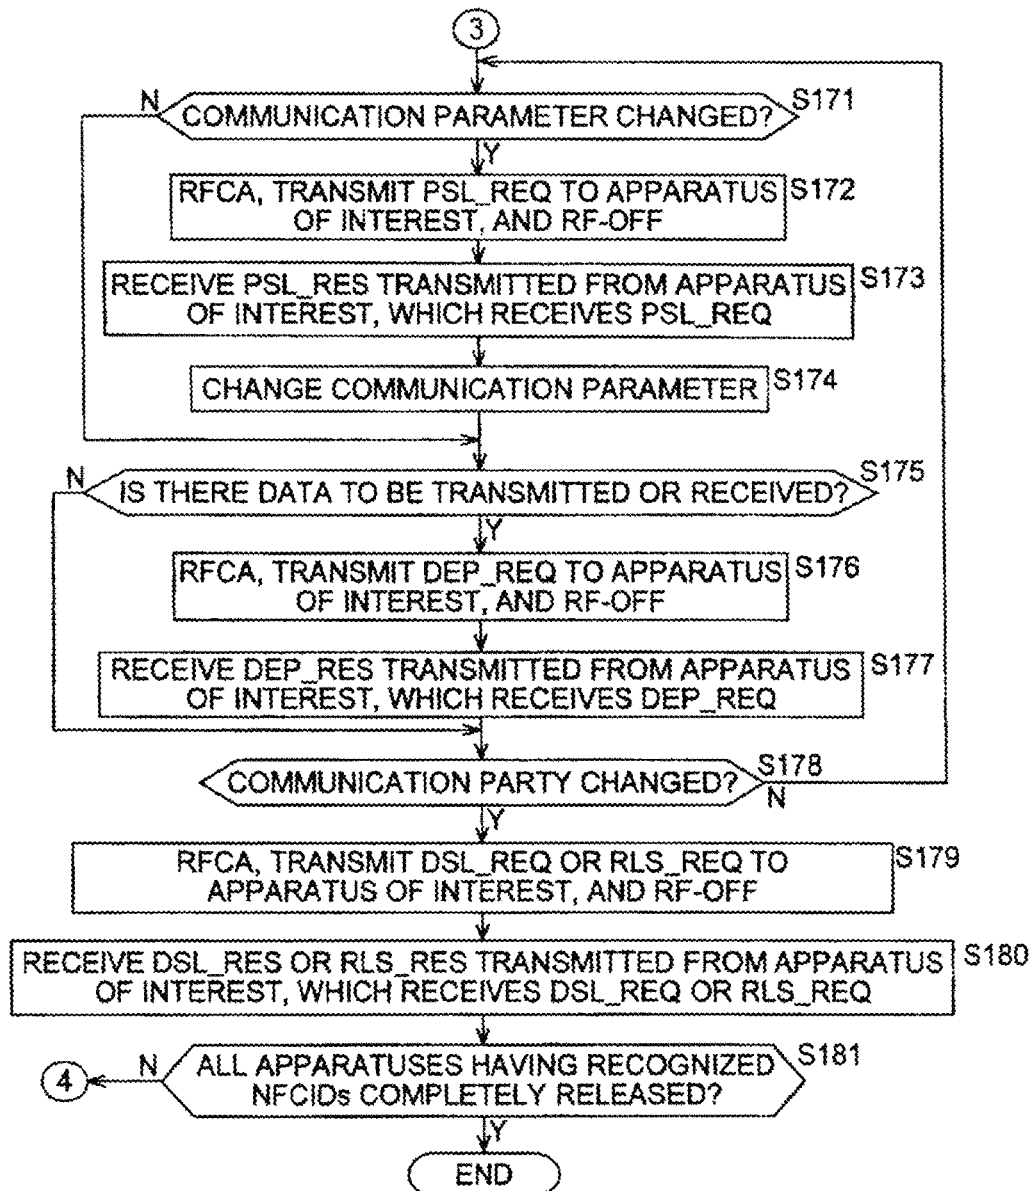 3
N
COMMUNICATION PARAMETER CHANGED?
S171
Y
RFCA, TRANSMIT PSL_REQ TO APPARATUS
OF INTEREST, AND RF-OFF
S172
RECEIVE PSL_RES TRANSMITTED FROM APPARATUS
OF INTEREST, WHICH RECEIVES PSL_REQ
S173
CHANGE COMMUNICATION PARAMETER
S174
N
IS THERE DATA TO BE TRANSMITTED OR RECEIVED?
S175
Y
RFCA, TRANSMIT DEP_REQ TO APPARATUS
OF INTEREST, AND RF-OFF
S176
RECEIVE DEP_RES TRANSMITTED FROM APPARATUS
OF INTEREST, WHICH RECEIVES DEP_REQ
S177
COMMUNICATION PARTY CHANGED?
S178
N
Y
RFCA, TRANSMIT DSL_REQ OR RLS_REQ TO
APPARATUS OF INTEREST, AND RF-OFF
S179
RECEIVE DSL_RES OR RLS_RES TRANSMITTED FROM APPARATUS
OF INTEREST, WHICH RECEIVES DSL_REQ OR RLS_REQ
S180
4
N
ALL APPARATUSES HAVING RECOGNIZED
NFCIDs COMPLETELY RELEASED?
S181
Y
END